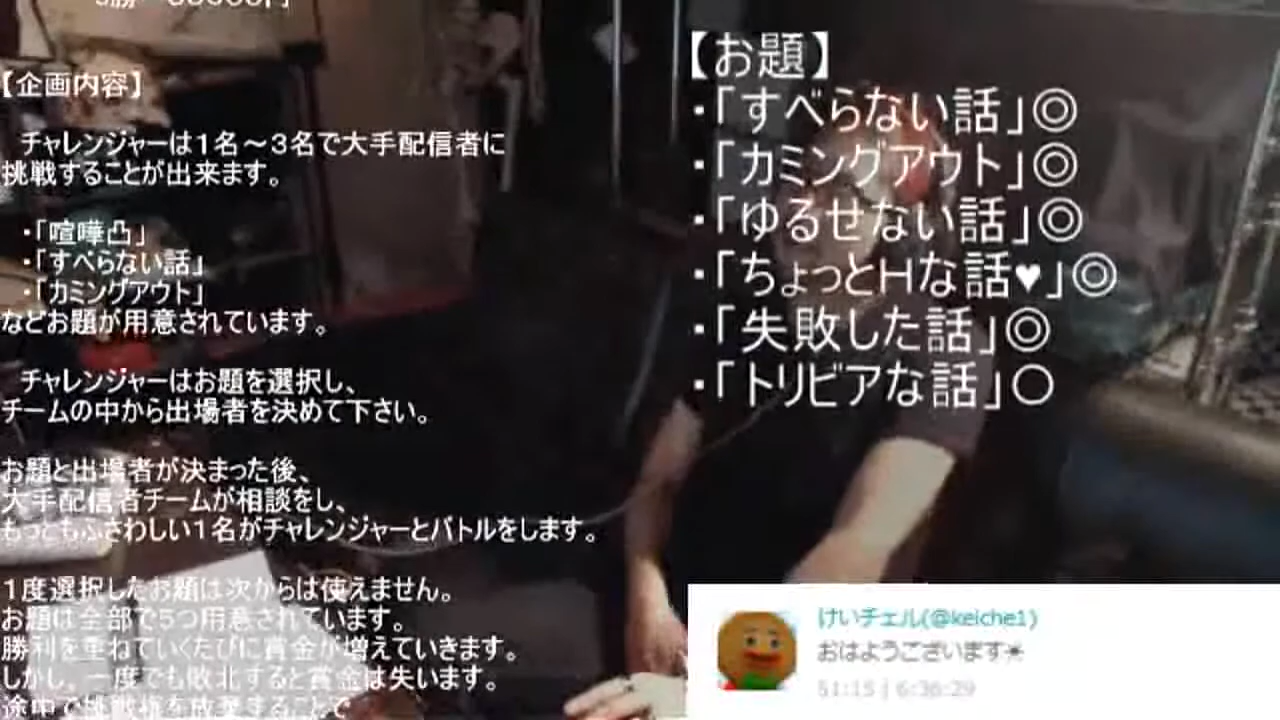 【企画内容】
チャレンジャーは１名～３名で大手配信者に
挑戦することが出来ます。
・「喧嘩凸」
・「すべらない話」
・「カミングアウト」
などお題が用意されています。
チャレンジャーはお題を選択し、
チームの中から出場者を決めて下さい。
お題と出場者が決まった後、
大手配信者チームが相談をし、
もっともふさわしい１名がチャレンジャーとバトルをします。
１度選択したお題は次からは使えません。
お題は全部で5つ用意されています。
勝利を重ねていくたびに賞金が増えていきます。
しかし、一度でも敗北すると賞金は失います。
途中で挑戦権を放棄することで
【お題】
・「すべらない話」◎
・「カミングアウト」◎
・「ゆるせない話」◎
・「ちょっとHな話♥」◎
・「失敗した話」◎
・「トリビアな話」〇
けいチェル(@keiche1)
おはようございます☀
51:15 | 6:36:29